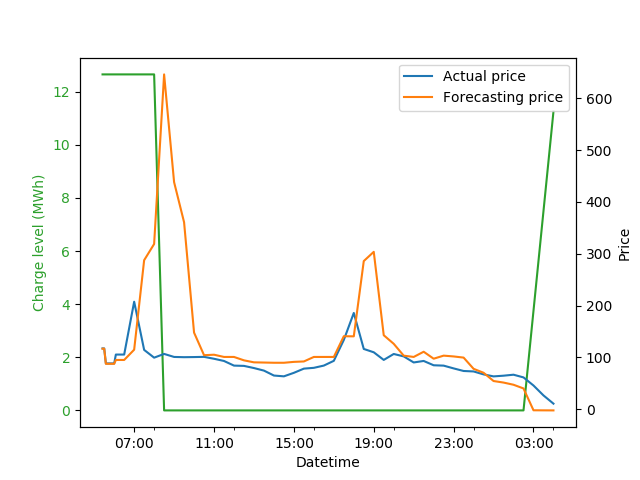 Actual price
Forecasting price
12
10
8
6
4
2
0
Charge level (MWh)
600
500
400
300
200
100
0
Price
07:00 11:00 15:00 19:00 23:00 03:00
Datetime